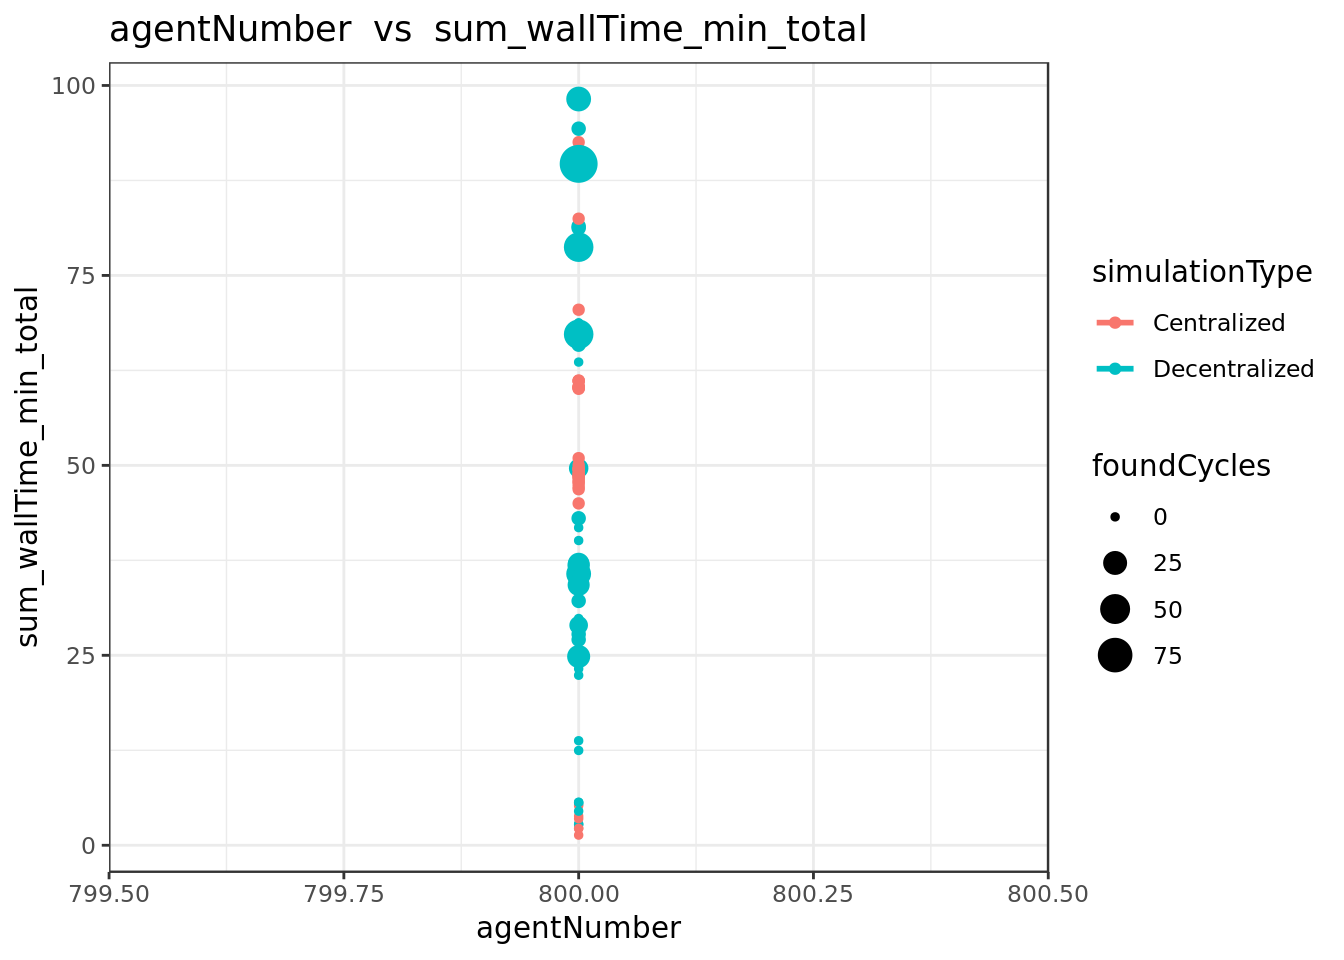 agentNumber  vs  sum_wallTime_min_total
sum_wallTime_min_total
100
75
50
25
0
799.50
799.75
800.00
800.25
800.50
agentNumber
simulationType
Centralized
Decentralized
foundCycles
0
25
50
75